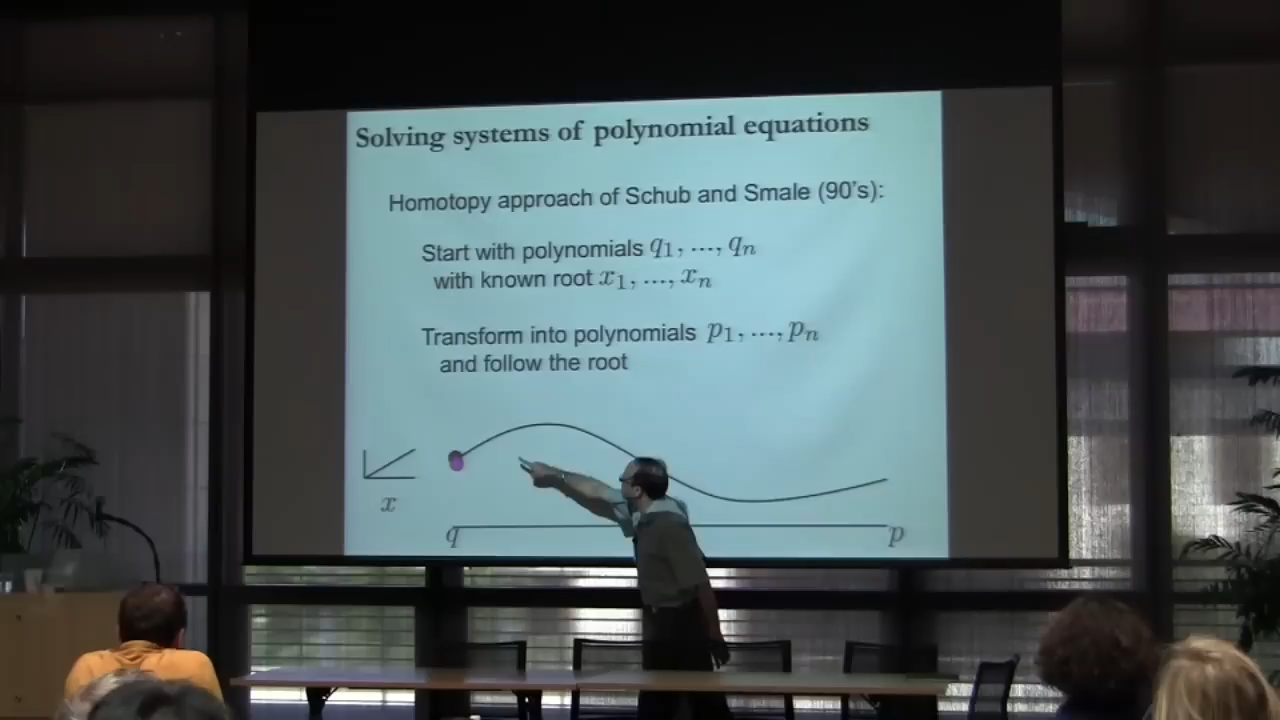 Solving systems of polynomial equations
Homotopy approach of Schub and Smale (90's):
Start with polynomials q₁, ..., qₙ
with known root x₁, ..., xₙ
Transform into polynomials p₁, ..., pₙ
and follow the root
x
q
p